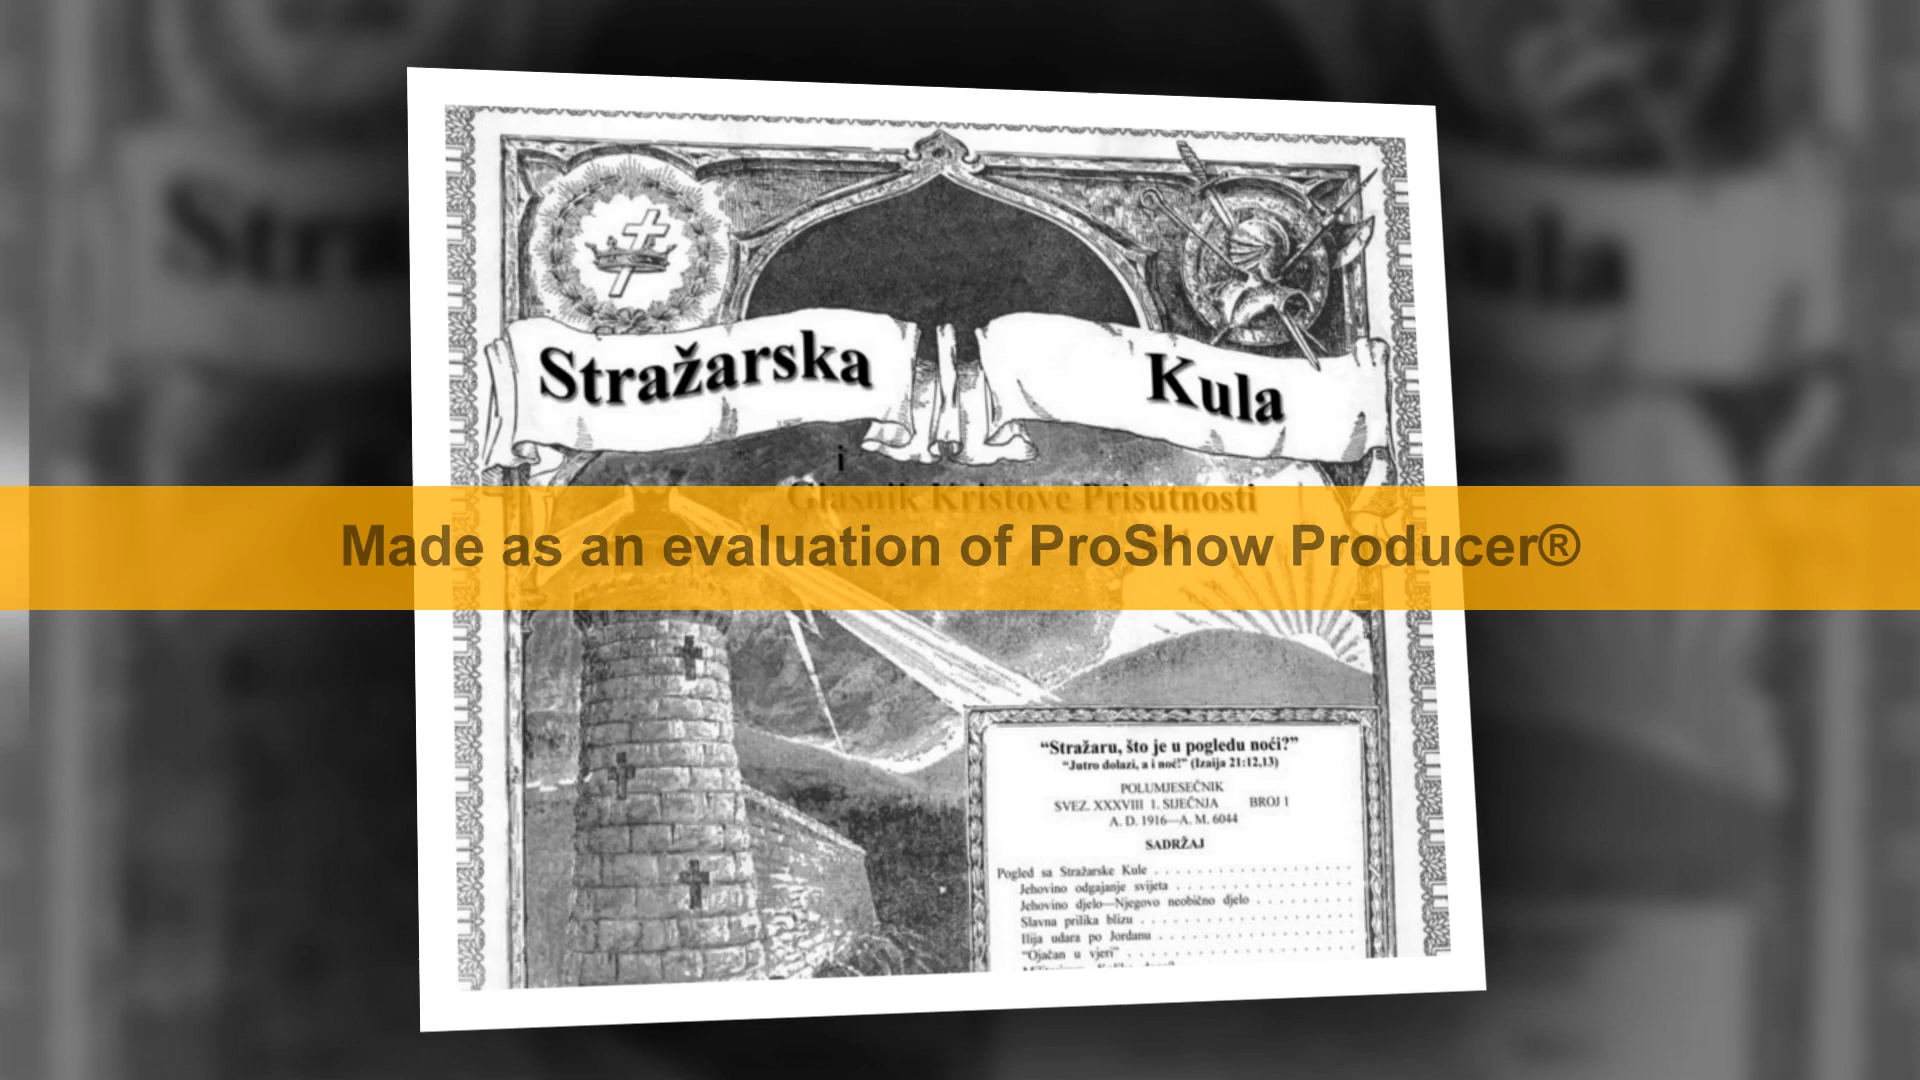 Stražarska Kula
i
Glasnik Kristove Prisutnosti
Made as an evaluation of ProShow Producer®
“Stražaru, što je u pogledu noći?”
“Jutro dolazi, a i noć!” (Izaija 21:12,13)
POLUMJESEČNIK
SVEZ. XXXVIII 1. SIJEČNJA BROJ 1
A. D. 1916—A. M. 6044
SADRŽAJ
Pogled sa Stražarske Kule . . . . . . . . . . . . . . . . . .
Jehovino odgajanje svijeta . . . . . . . . . . . . . . . .
Jehovino djelo—Njegovo neobično djelo . . . . . . . . .
Slavna prilika blizu . . . . . . . . . . . . . . . . . . .
Ilija udara po Jordanu . . . . . . . . . . . . . . . . . .
“Ojačan u vjeri” . . . . . . . . . . . . . . . . . . . .